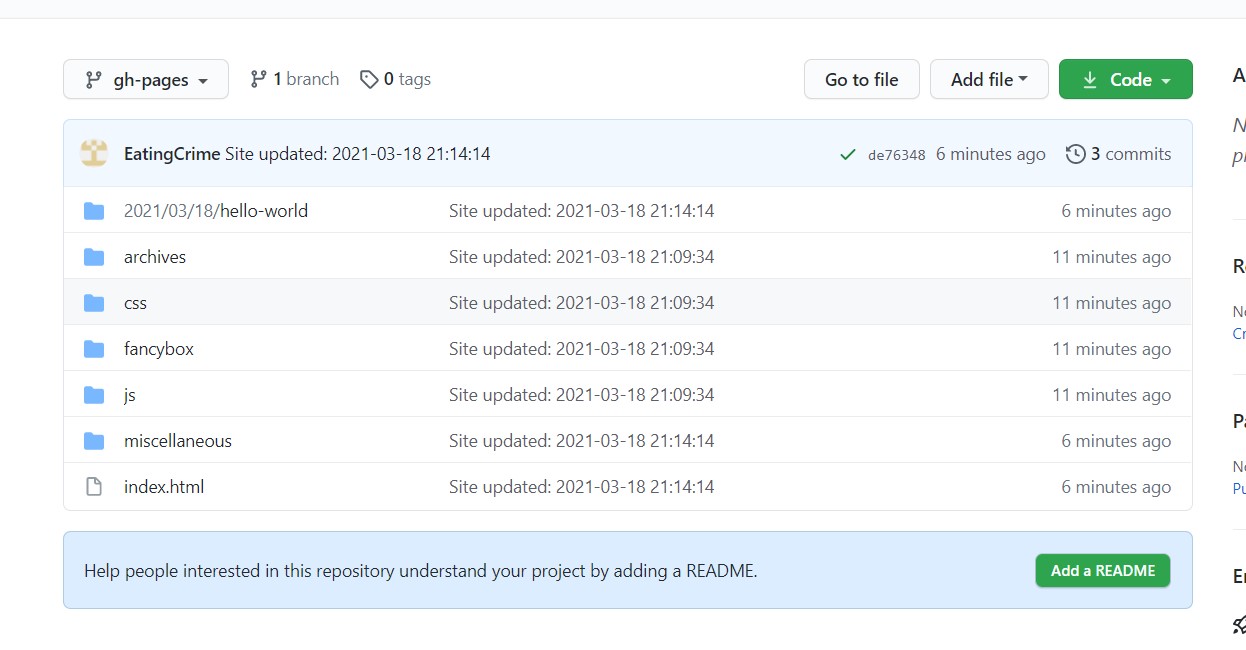 gh-pages 1 branch 0 tags Go to file Add file Code
EatingCrime Site updated: 2021-03-18 21:14:14 de76348 6 minutes ago 3 commits
2021/03/18/hello-world Site updated: 2021-03-18 21:14:14 6 minutes ago
archives Site updated: 2021-03-18 21:09:34 11 minutes ago
css Site updated: 2021-03-18 21:09:34 11 minutes ago
fancybox Site updated: 2021-03-18 21:09:34 11 minutes ago
js Site updated: 2021-03-18 21:09:34 11 minutes ago
miscellaneous Site updated: 2021-03-18 21:14:14 6 minutes ago
index.html Site updated: 2021-03-18 21:14:14 6 minutes ago
Help people interested in this repository understand your project by adding a README. Add a README